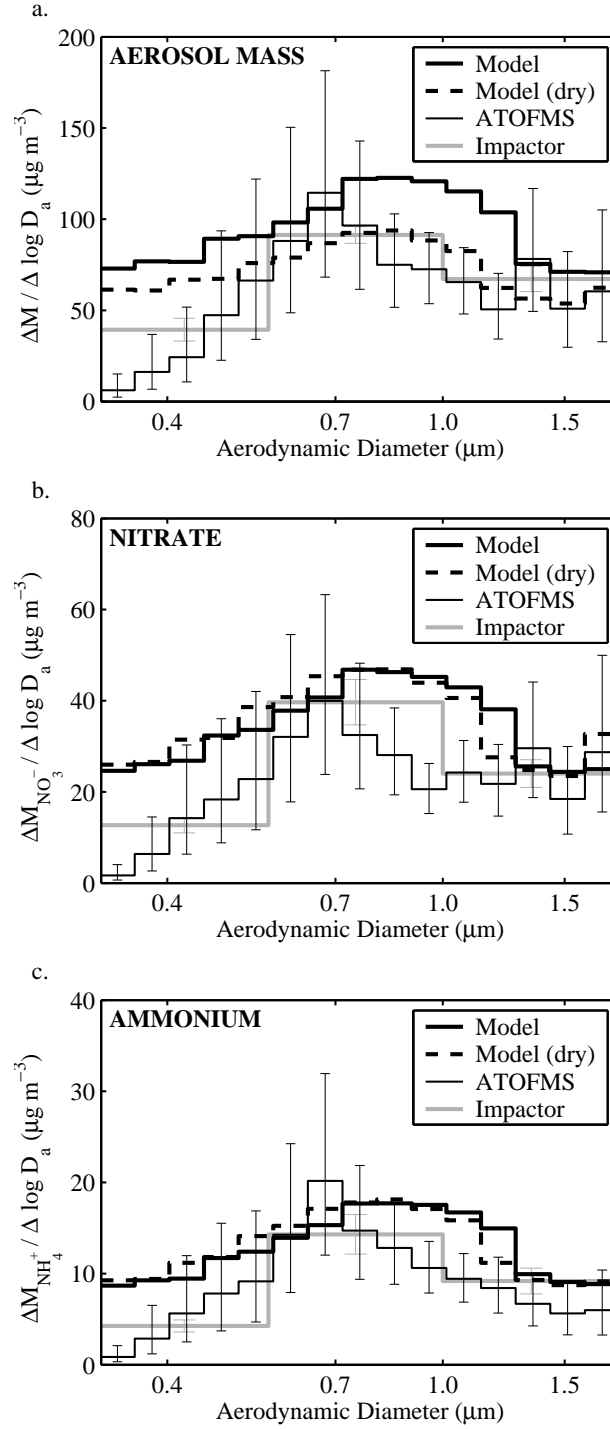 a.
AEROSOL MASS
Model
Model (dry)
ATOFMS
Impactor
200
150
100
50
0
ΔM / Δ log D_a (μg m⁻³)
0.4 0.7 1.0 1.5
Aerodynamic Diameter (μm)
b.
NITRATE
Model
Model (dry)
ATOFMS
Impactor
80
60
40
20
0
ΔM_NO₃⁻ / Δ log D_a (μg m⁻³)
0.4 0.7 1.0 1.5
Aerodynamic Diameter (μm)
c.
AMMONIUM
Model
Model (dry)
ATOFMS
Impactor
40
30
20
10
0
ΔM_NH₄⁺ / Δ log D_a (μg m⁻³)
0.4 0.7 1.0 1.5
Aerodynamic Diameter (μm)